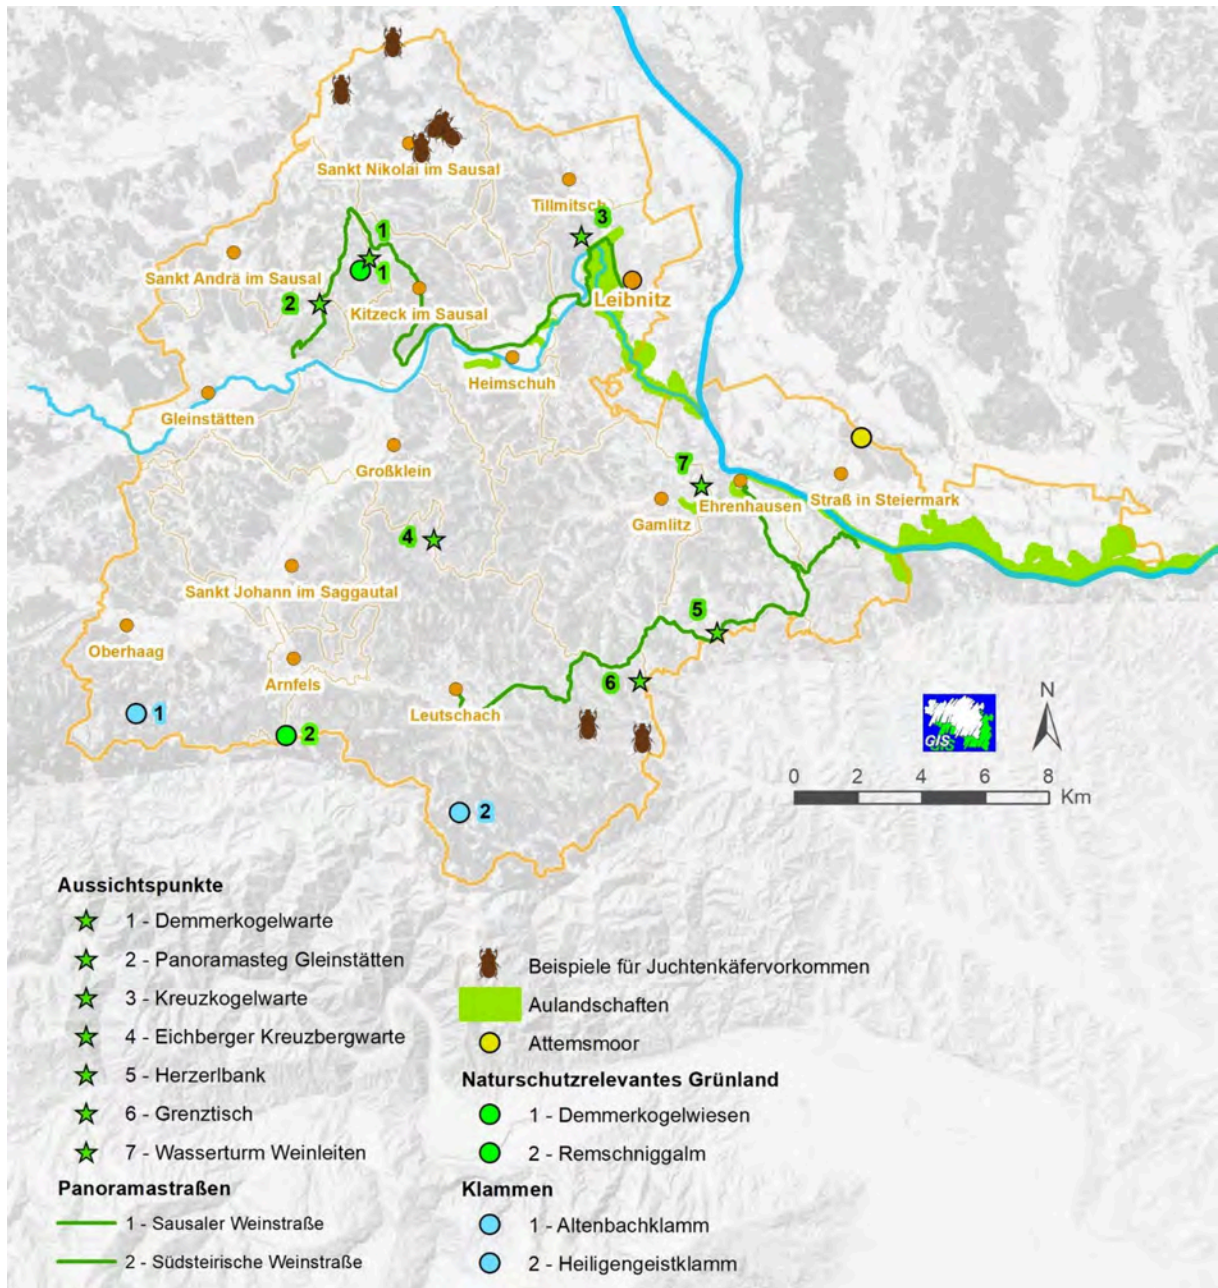 Sankt Nikolai im Sausal
Tillmitsch
3
1
Sankt Andrä im Sausal
1
2
Kitzeck im Sausal
Leibnitz
Heimschuh
Gleinstätten
Großklein
7
Ehrenhausen
Straß in Steiermark
Gamlitz
4
Sankt Johann im Saggautal
5
Oberhaag
Arnfels
6
Leutschach
1
2
GIS
N
0 2 4 6 8
Km
2
Aussichtspunkte
1 - Demmerkogelwarte
2 - Panoramasteg Gleinstätten
3 - Kreuzkogelwarte
4 - Eichberger Kreuzbergwarte
5 - Herzerlbank
6 - Grenztisch
7 - Wasserturm Weinleiten
Panoramastraßen
1 - Sausaler Weinstraße
2 - Südsteirische Weinstraße
Beispiele für Juchtenkäfervorkommen
Aulandschaften
Attemsmoor
Naturschutzrelevantes Grünland
1 - Demmerkogelwiesen
2 - Remschniggalm
Klammen
1 - Altenbachklamm
2 - Heiligengeistklamm